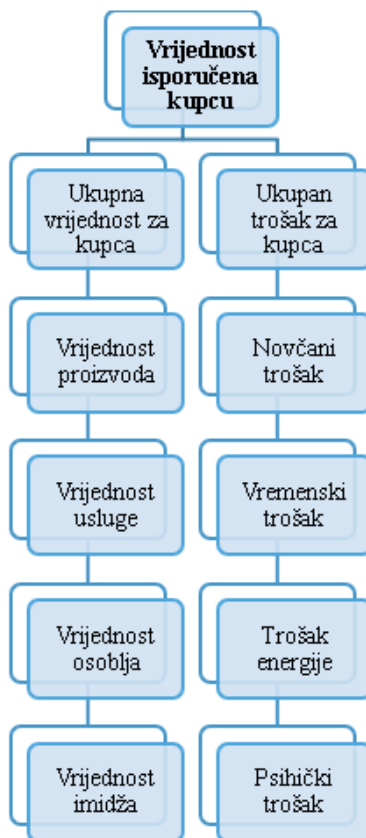 Vrijednost
isporučena
kupcu
Ukupna
vrijednost za
kupca
Ukupan
trošak za
kupca
Vrijednost
proizvoda
Novčani
trošak
Vrijednost
usluge
Vremenski
trošak
Vrijednost
osoblja
Trošak
energije
Vrijednost
imidža
Psihički
trošak